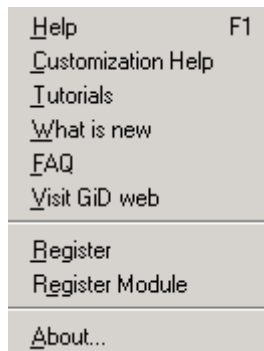 Help F1
Customization Help
Tutorials
What is new
FAQ
Visit GiD web
Register
Register Module
About...